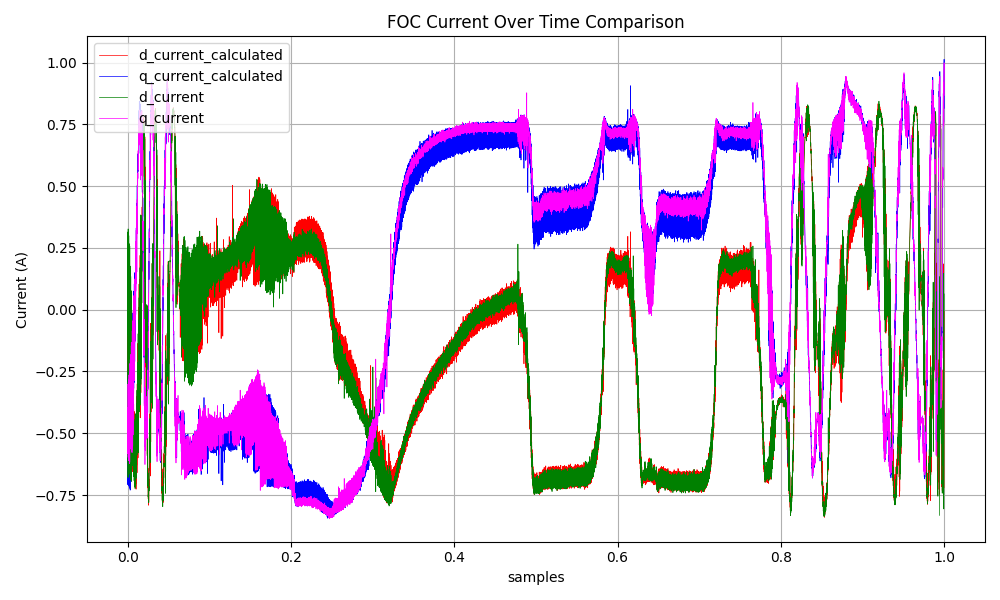 FOC Current Over Time Comparison
d_current_calculated
q_current_calculated
d_current
q_current
1.00
0.75
0.50
0.25
0.00
−0.25
−0.50
−0.75
Current (A)
0.0 0.2 0.4 0.6 0.8 1.0
samples